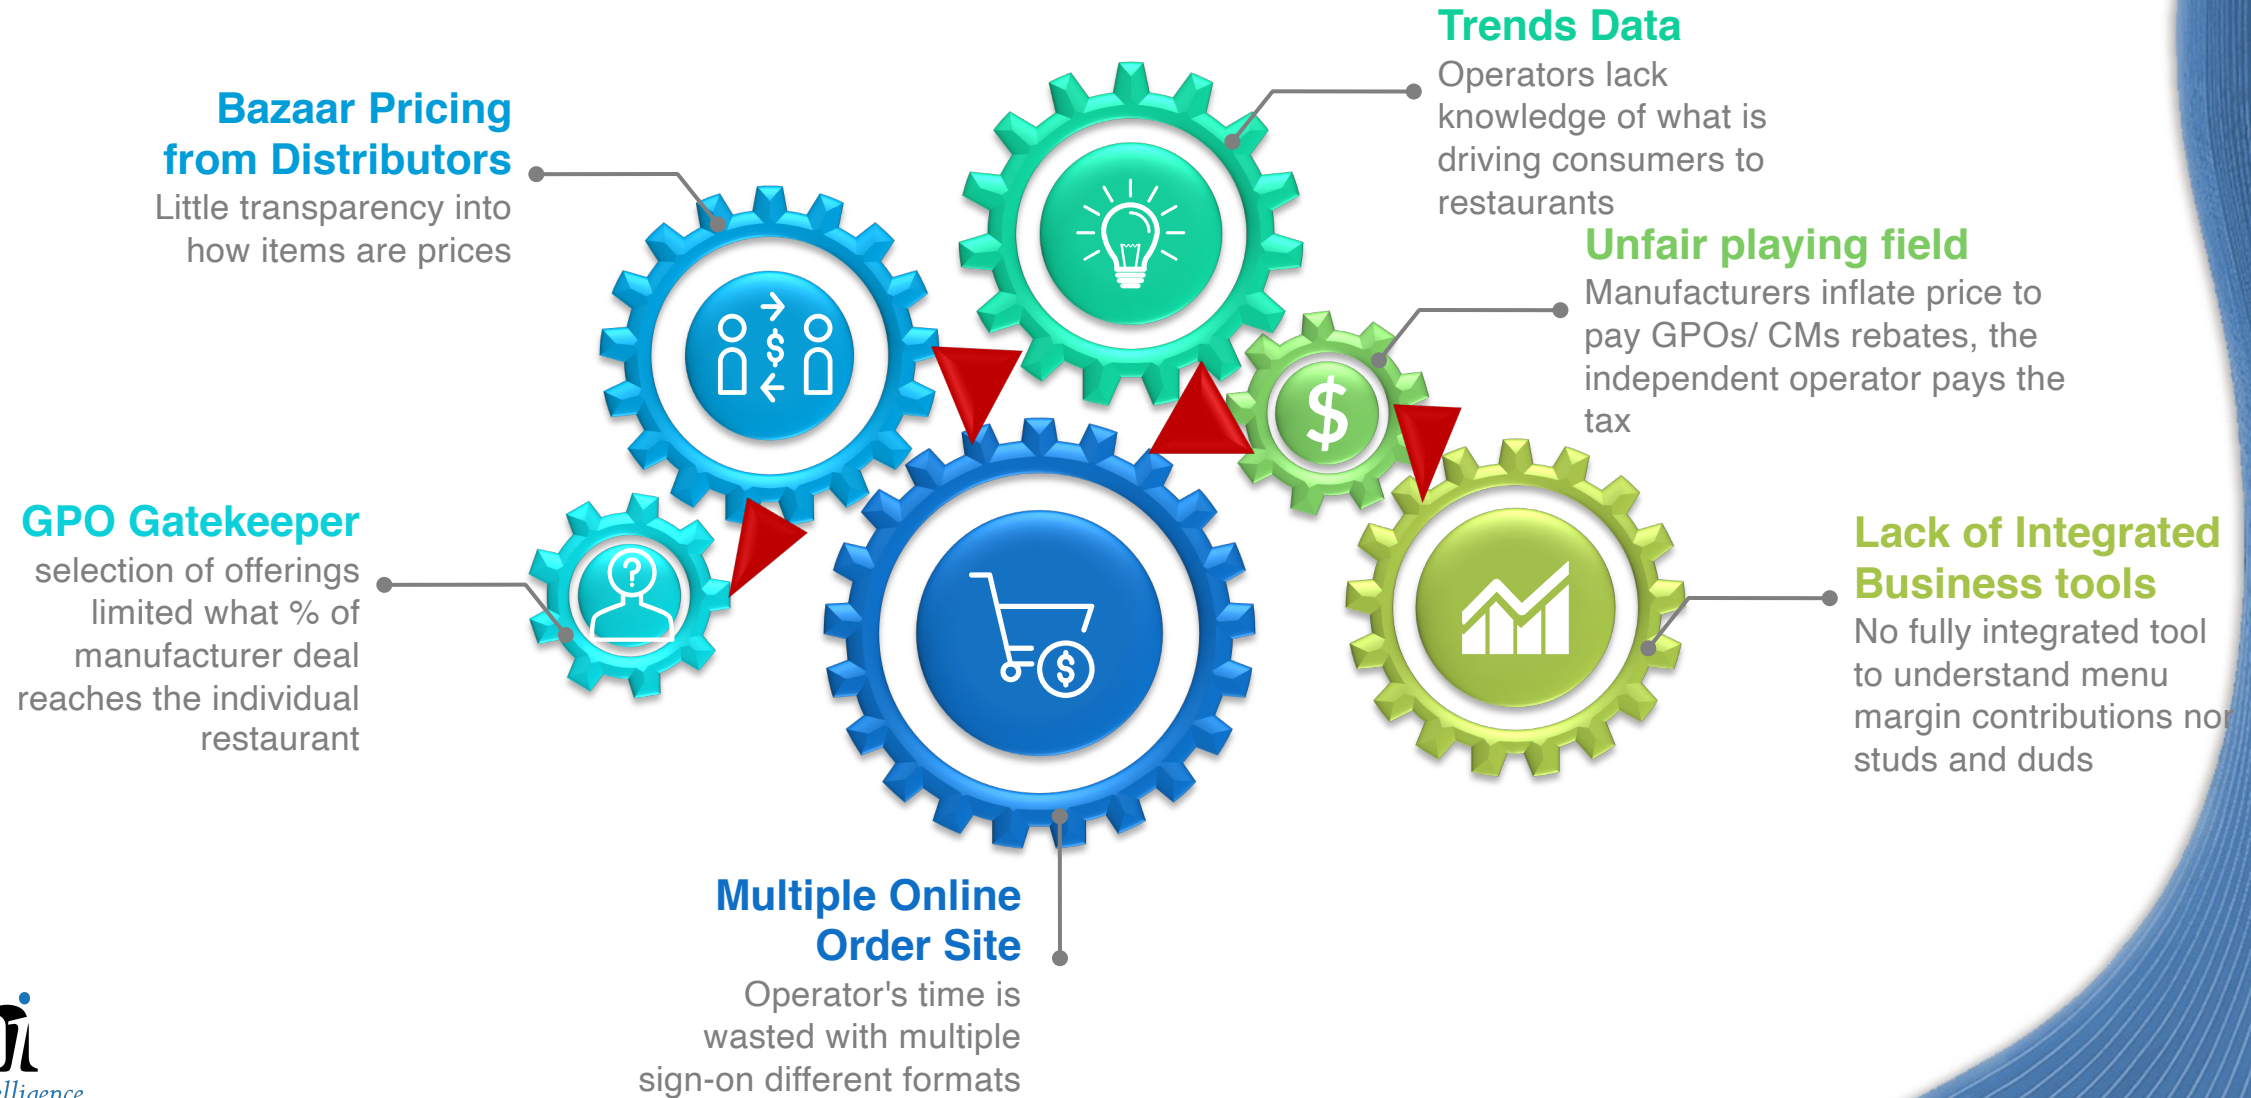 Trends Data
Operators lack
knowledge of what is
driving consumers to
restaurants
Bazaar Pricing
from Distributors
Little transparency into
how items are prices
Unfair playing field
Manufacturers inflate price to
pay GPOs/ CMs rebates, the
independent operator pays the
tax
$
$
GPO Gatekeeper
selection of offerings
limited what % of
manufacturer deal
reaches the individual
restaurant
?
Lack of Integrated
Business tools
No fully integrated tool
to understand menu
margin contributions nor
studs and duds
$
Multiple Online
Order Site
Operator's time is
wasted with multiple
sign-on different formats